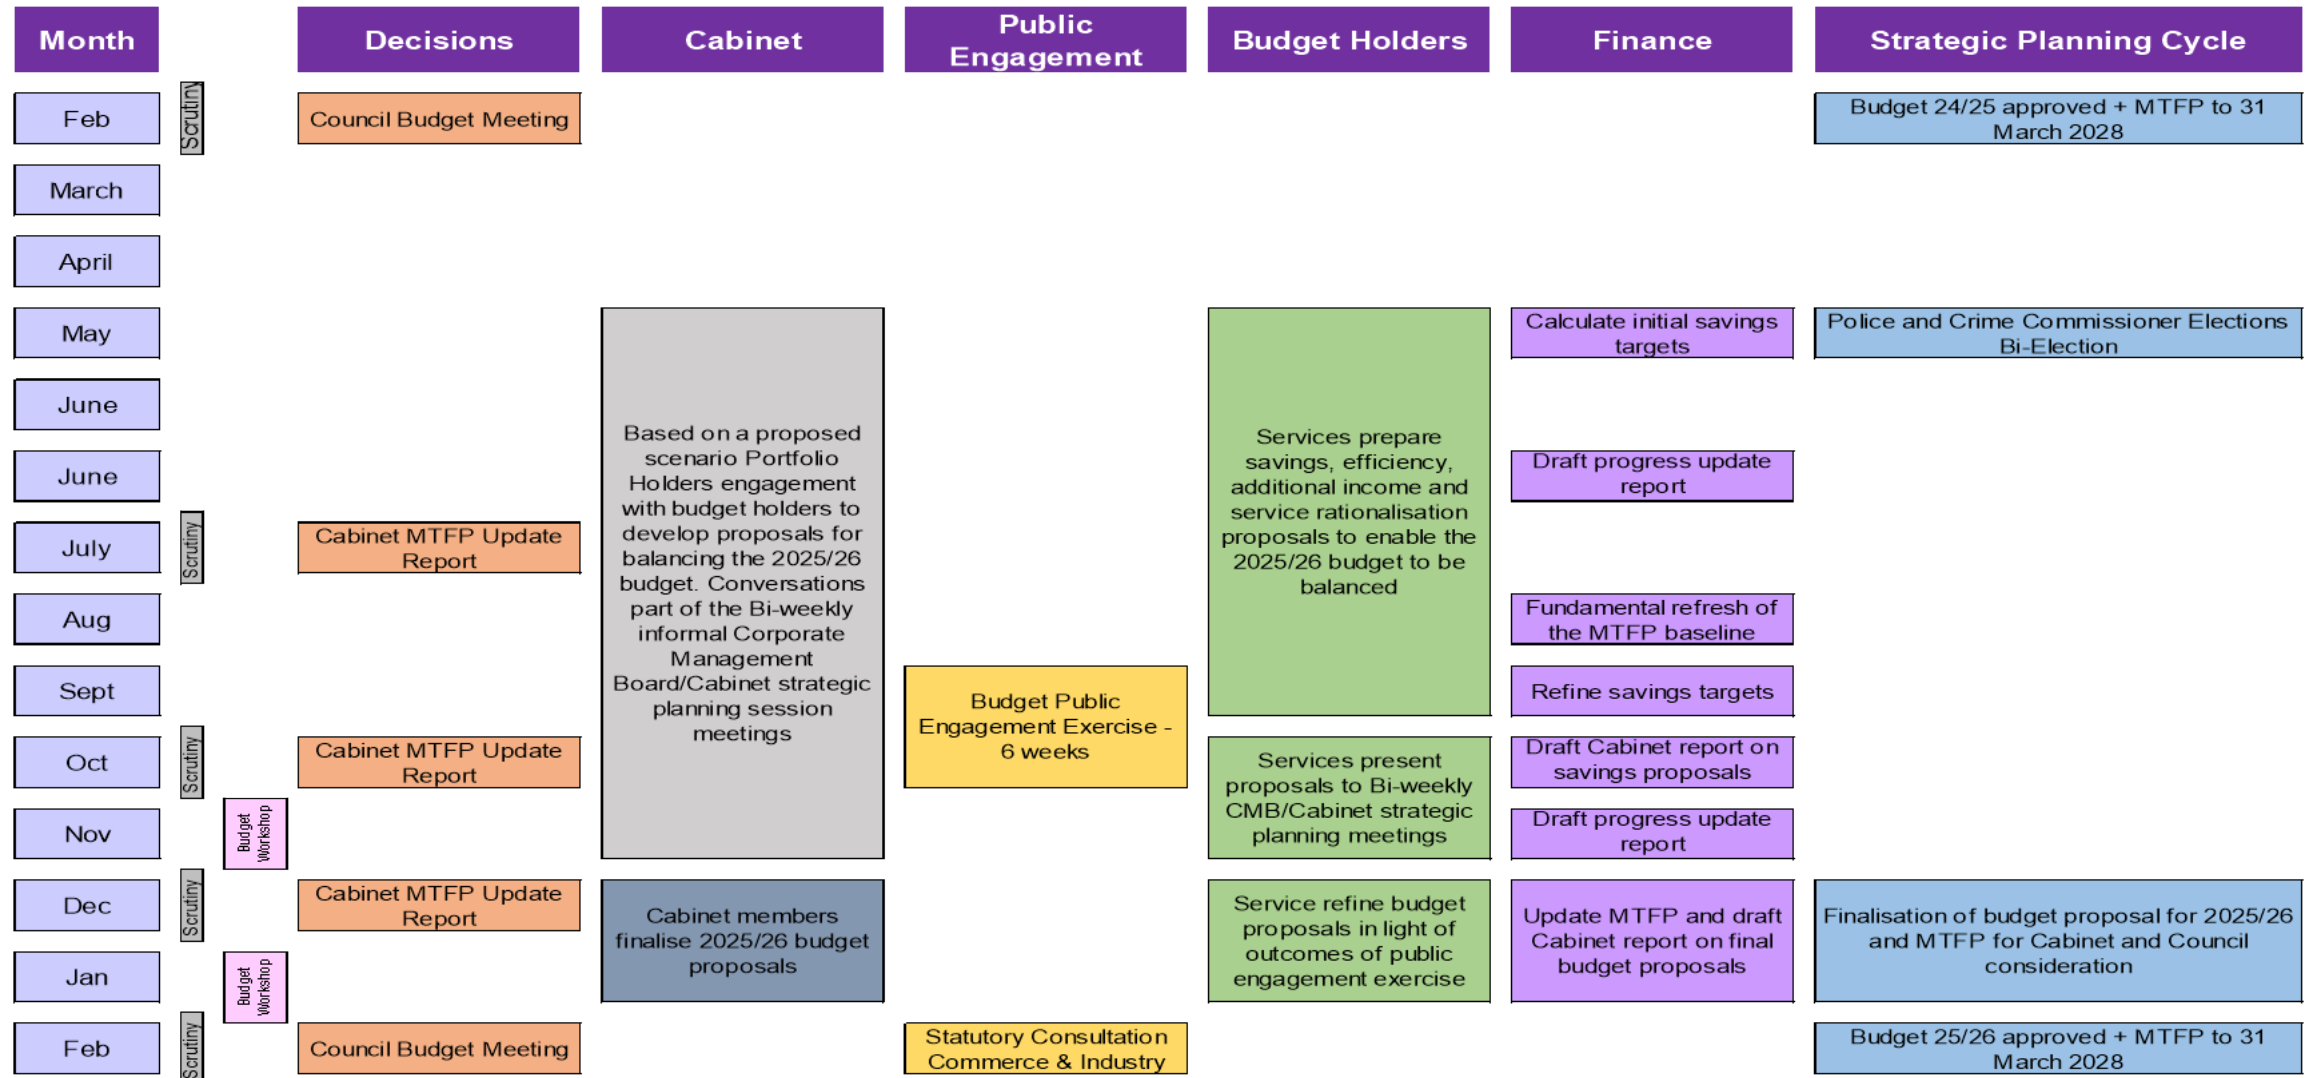 Month
Decisions
Cabinet
Public
Engagement
Budget Holders
Finance
Strategic Planning Cycle
Feb
Scrutiny
Council Budget Meeting
Budget 24/25 approved + MTFP to 31
March 2028
March
April
May
Calculate initial savings
targets
Police and Crime Commissioner Elections
Bi-Election
June
Based on a proposed
scenario Portfolio
Holders engagement
with budget holders to
develop proposals for
balancing the 2025/26
budget. Conversations
part of the Bi-weekly
informal Corporate
Management
Board/Cabinet strategic
planning session
meetings
Services prepare
savings, efficiency,
additional income and
service rationalisation
proposals to enable the
2025/26 budget to be
balanced
June
Draft progress update
report
July
Scrutiny
Cabinet MTFP Update
Report
Aug
Fundamental refresh of
the MTFP baseline
Sept
Budget Public
Engagement Exercise -
6 weeks
Refine savings targets
Oct
Scrutiny
Cabinet MTFP Update
Report
Services present
proposals to Bi-weekly
CMB/Cabinet strategic
planning meetings
Draft Cabinet report on
savings proposals
Nov
Budget
Workshop
Draft progress update
report
Dec
Scrutiny
Cabinet MTFP Update
Report
Cabinet members
finalise 2025/26 budget
proposals
Service refine budget
proposals in light of
outcomes of public
engagement exercise
Update MTFP and draft
Cabinet report on final
budget proposals
Finalisation of budget proposal for 2025/26
and MTFP for Cabinet and Council
consideration
Jan
Budget
Workshop
Feb
Scrutiny
Council Budget Meeting
Statutory Consultation
Commerce & Industry
Budget 25/26 approved + MTFP to 31
March 2028